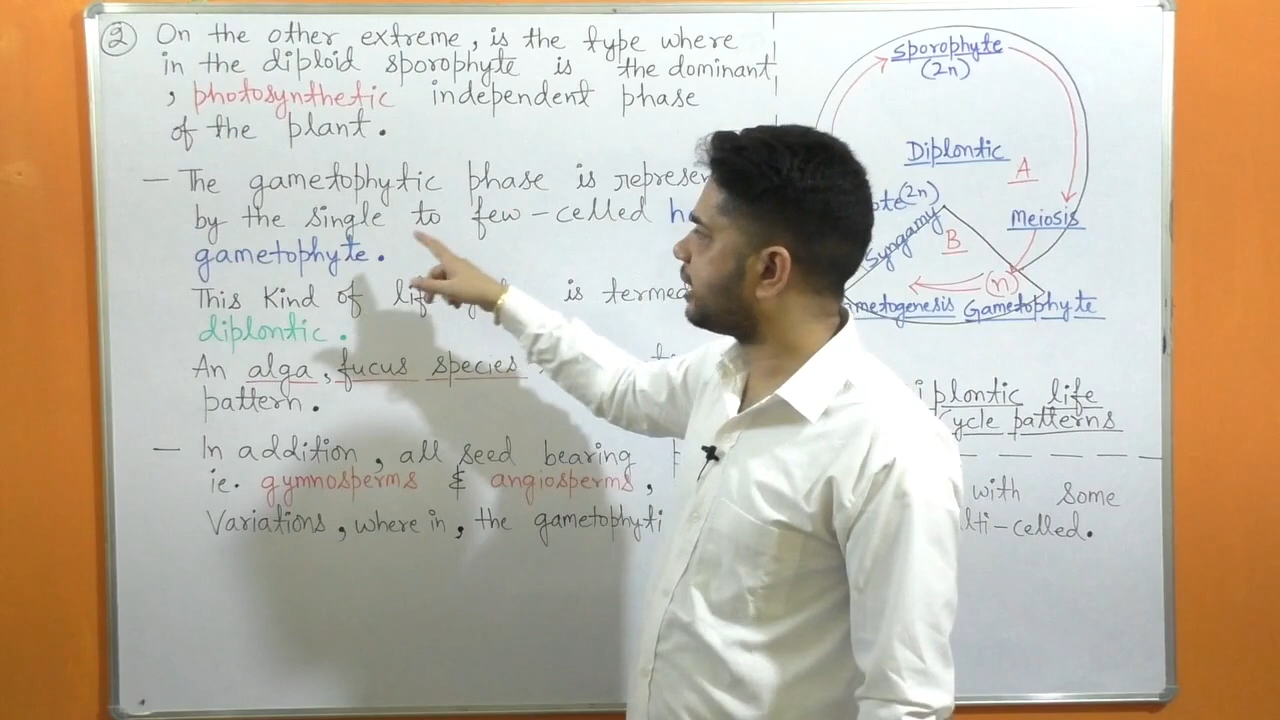 2 On the other extreme, is the type where
in the diploid sporophyte is the dominant
, photosynthetic independent phase
of the plant.
- The gametophytic phase is
by the single to few-celled
gametophyte.
This Kind of is
diplontic.
An alga, fucus species
pattern.
- In addition, all seed bearing
ie. gymnosperms & angiosperms,
Variations, where in, the
sporophyte
(2n)
Diplontic
A
(2n)
Meiosis
Syngamy
B
(n)
Gametophyte
life
Cycle patterns
with some